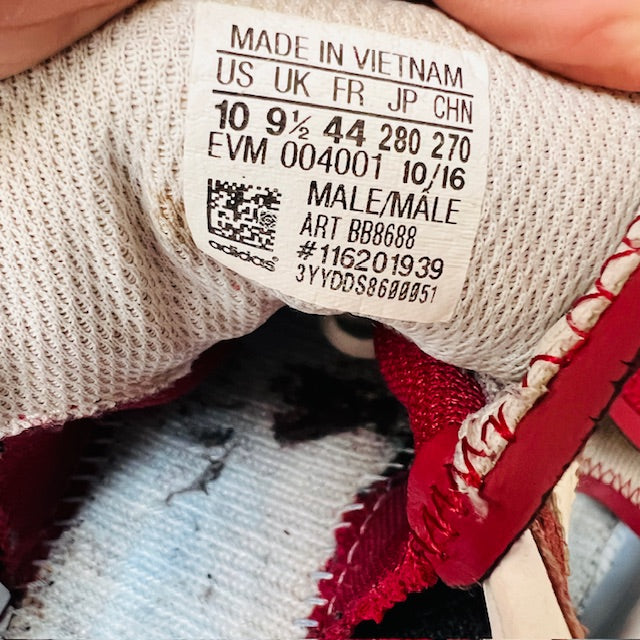 MADE IN VIETNAM
US UK FR JP CHN
10 9½ 44 280 270
EVM 004001 10/16
MALE/MÂLE
ART BB8688
#116201939
3YYDDS8600051
adidas